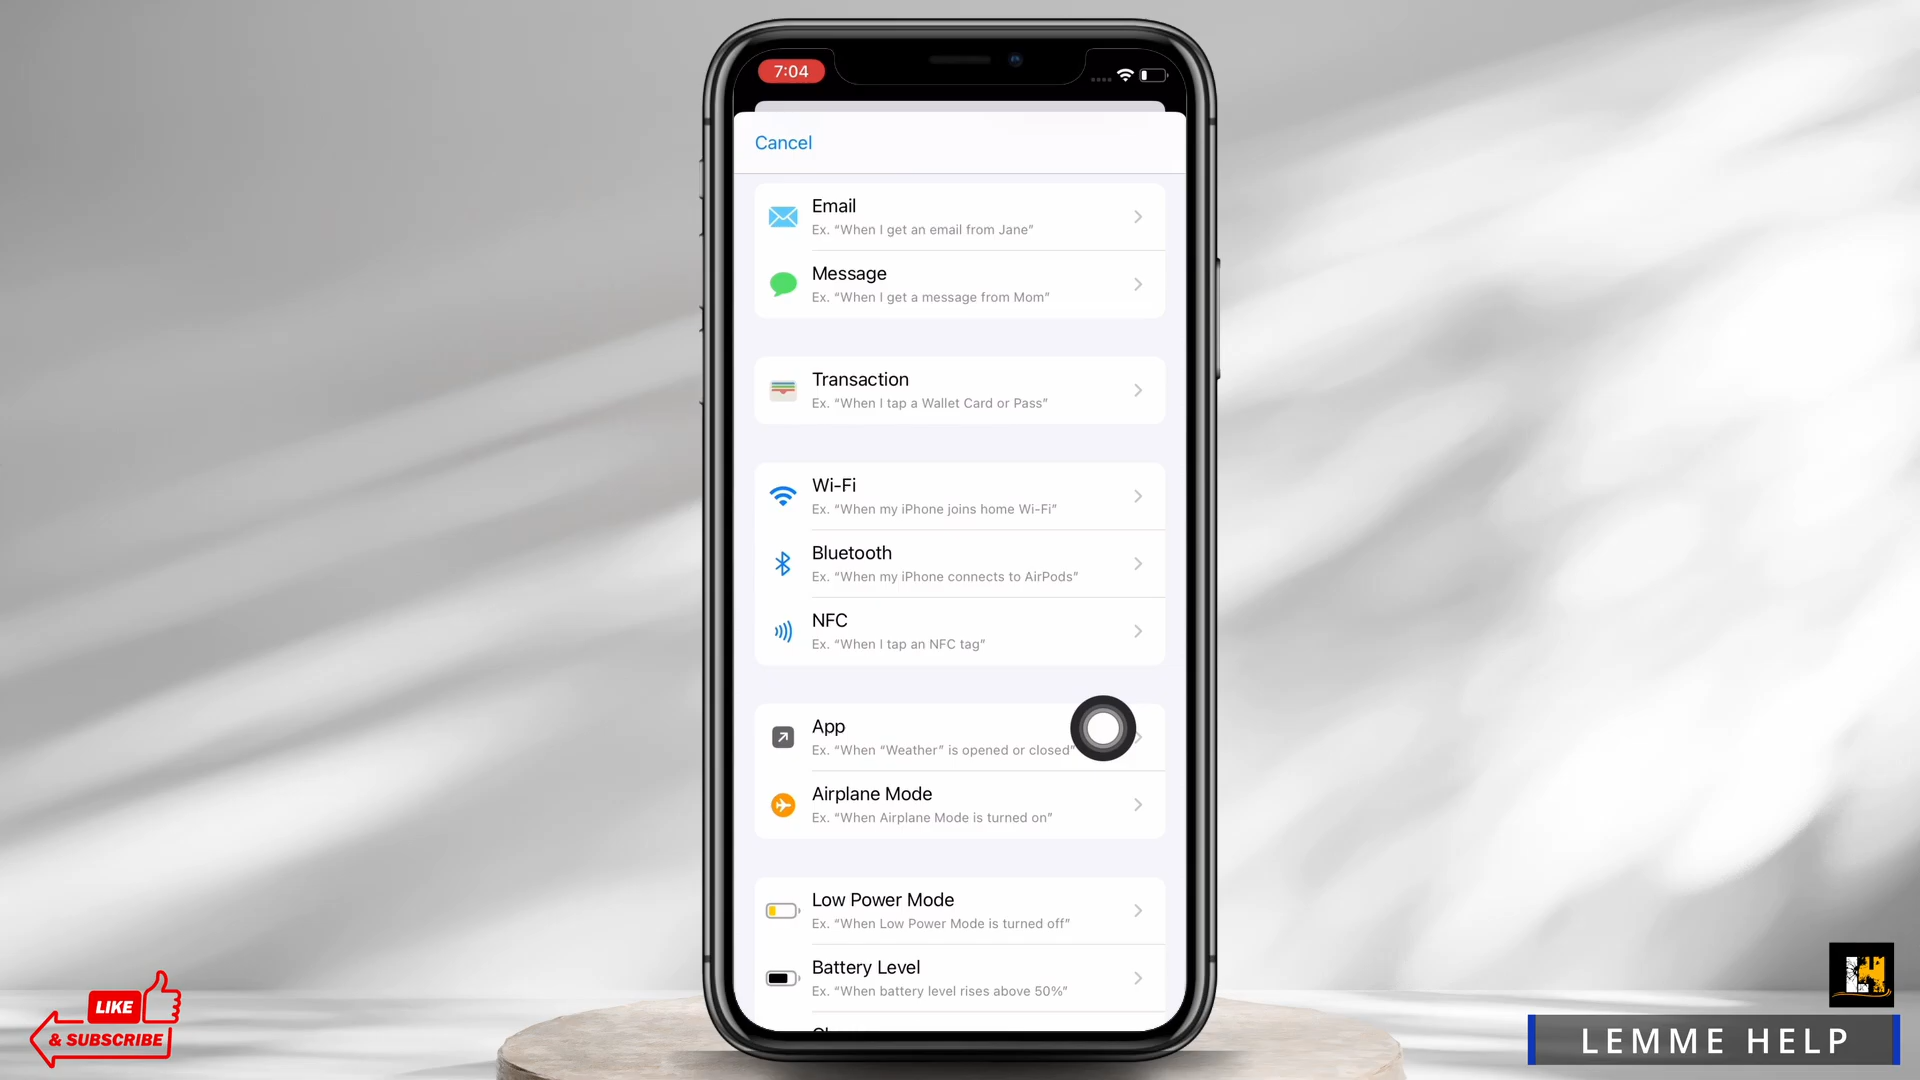 7:04
Cancel
Email
Ex. “When I get an email from Jane”
Message
Ex. “When I get a message from Mom”
Transaction
Ex. “When I tap a Wallet Card or Pass”
Wi-Fi
Ex. “When my iPhone joins home Wi-Fi”
Bluetooth
Ex. “When my iPhone connects to AirPods”
NFC
Ex. “When I tap an NFC tag”
App
Ex. “When “Weather” is opened or closed”
Airplane Mode
Ex. “When Airplane Mode is turned on”
Low Power Mode
Ex. “When Low Power Mode is turned off”
Battery Level
Ex. “When battery level rises above 50%”
LIKE
& SUBSCRIBE
LH
LEMME HELP